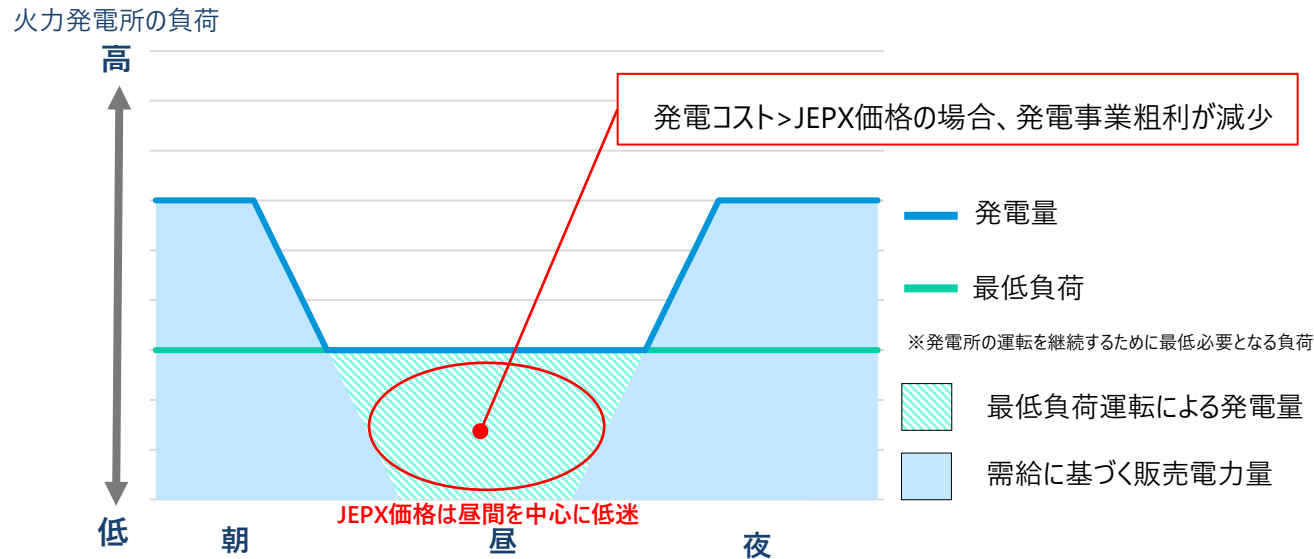 火力発電所の負荷
高
発電コスト>JEPX価格の場合、発電事業粗利が減少
発電量
最低負荷
※発電所の運転を継続するために最低必要となる負荷
最低負荷運転による発電量
需給に基づく販売電力量
JEPX価格は昼間を中心に低迷
低
朝
昼
夜